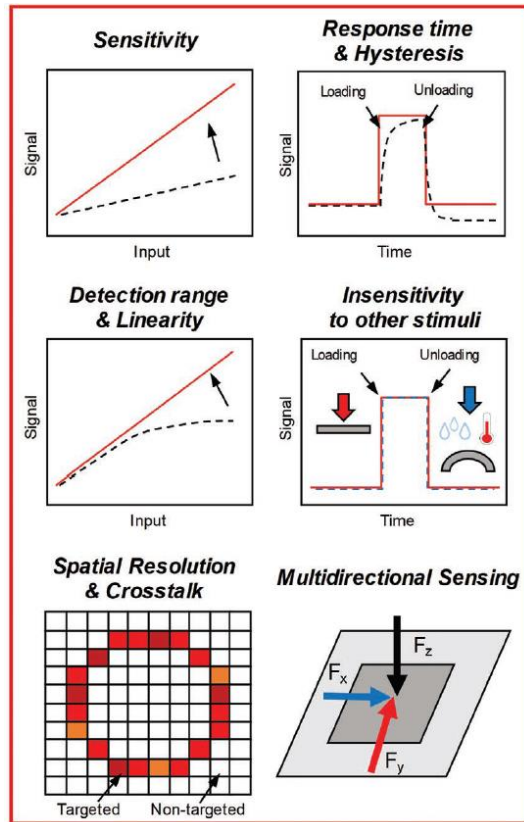 Sensitivity
Signal
Input
Response time
& Hysteresis
Loading
Unloading
Signal
Time
Detection range
& Linearity
Signal
Input
Insensitivity
to other stimuli
Loading
Unloading
Signal
Time
Spatial Resolution
& Crosstalk
Targeted
Non-targeted
Multidirectional Sensing
Fz
Fx
Fy